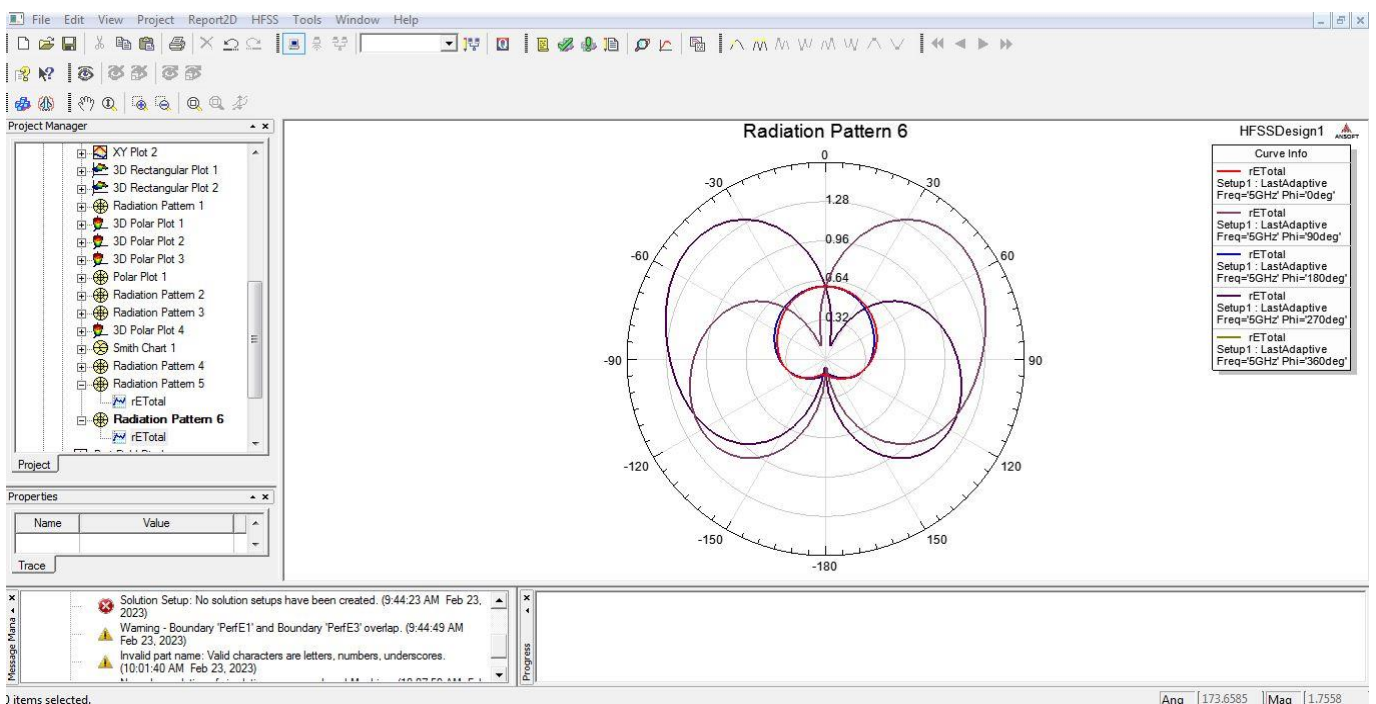 File Edit View Project Report2D HFSS Tools Window Help
Project Manager
XY Plot 2
3D Rectangular Plot 1
3D Rectangular Plot 2
Radiation Pattern 1
3D Polar Plot 1
3D Polar Plot 2
3D Polar Plot 3
Polar Plot 1
Radiation Pattern 2
Radiation Pattern 3
3D Polar Plot 4
Smith Chart 1
Radiation Pattern 4
Radiation Pattern 5
rETotal
Radiation Pattern 6
rETotal
Project
Properties
Name Value
Trace
Radiation Pattern 6
0
-30 30
1.28
0.96
-60 60
0.64
0.32
-90 90
-120 120
-150 150
-180
HFSSDesign1
ANSOFT
Curve Info
rETotal
Setup1 : LastAdaptive
Freq='5GHz' Phi='0deg'
rETotal
Setup1 : LastAdaptive
Freq='5GHz' Phi='90deg'
rETotal
Setup1 : LastAdaptive
Freq='5GHz' Phi='180deg'
rETotal
Setup1 : LastAdaptive
Freq='5GHz' Phi='270deg'
rETotal
Setup1 : LastAdaptive
Freq='5GHz' Phi='360deg'
Message Mana
Solution Setup: No solution setups have been created. (9:44:23 AM Feb 23,
2023)
Warning - Boundary 'PerfE1' and Boundary 'PerfE3' overlap. (9:44:49 AM
Feb 23, 2023)
Invalid part name: Valid characters are letters, numbers, underscores.
(10:01:40 AM Feb 23, 2023)
Progress
items selected.
Ang 173.6585 Mag 1.7558